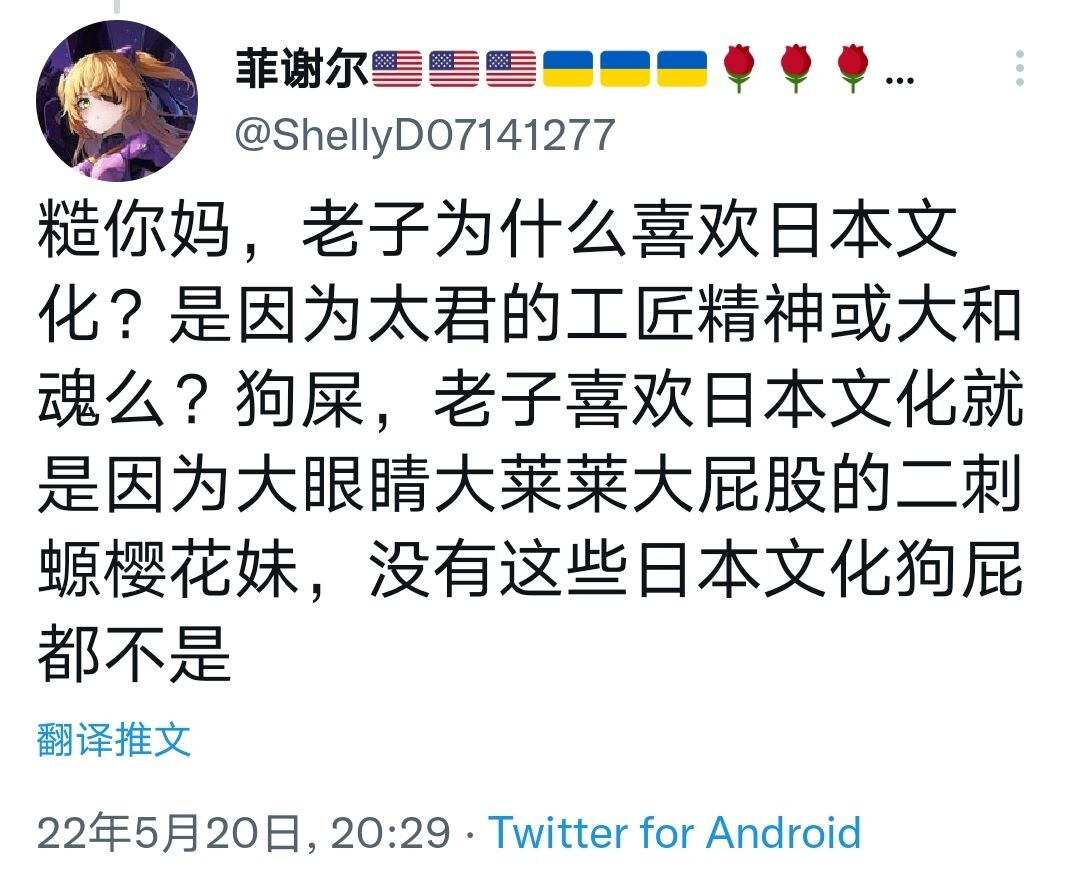 菲谢尔🇺🇸🇺🇸🇺🇸🇺🇦🇺🇦🇺🇦🌹🌹🌹...
@ShellyD07141277
糙你妈，老子为什么喜欢日本文
化？是因为太君的工匠精神或大和
魂么？狗屎，老子喜欢日本文化就
是因为大眼睛大莱莱大屁股的二刺
螈樱花妹，没有这些日本文化狗屁
都不是
翻译推文
22年5月20日, 20:29 · Twitter for Android